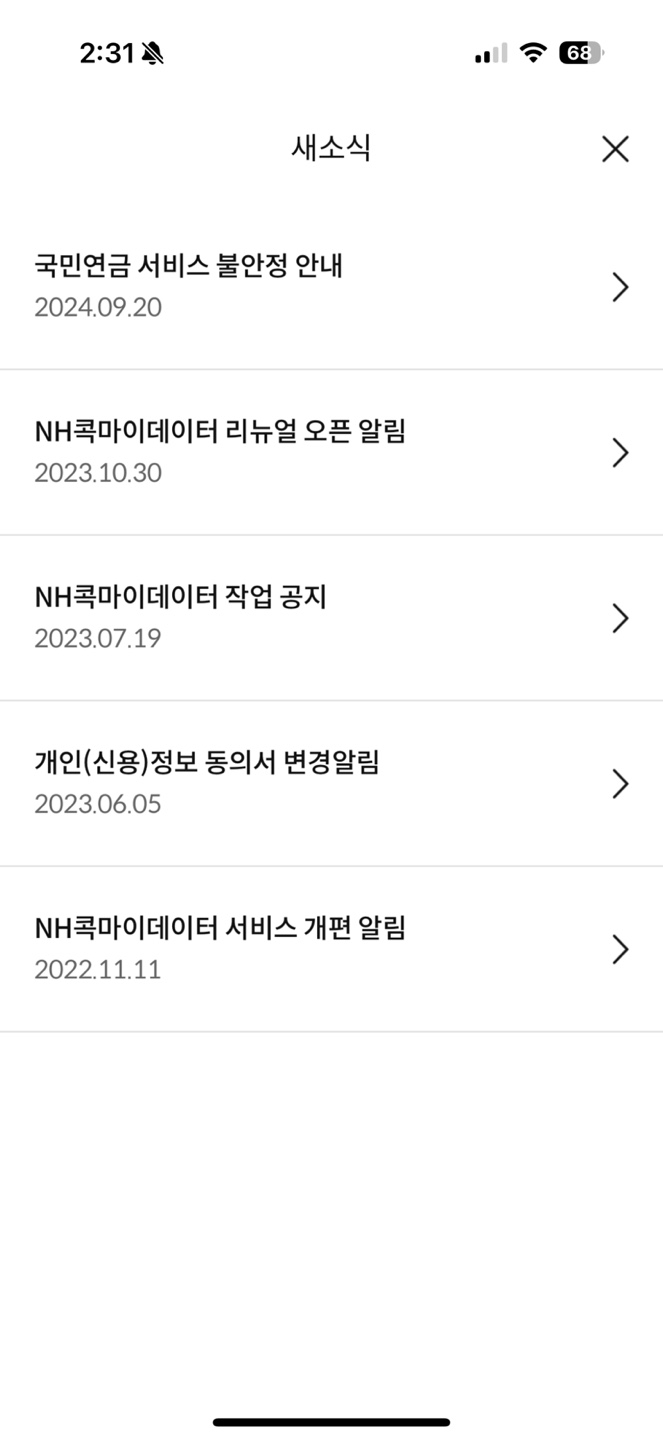 2:31
68
새소식
국민연금 서비스 불안정 안내
2024.09.20
NH콕마이데이터 리뉴얼 오픈 알림
2023.10.30
NH콕마이데이터 작업 공지
2023.07.19
개인(신용)정보 동의서 변경알림
2023.06.05
NH콕마이데이터 서비스 개편 알림
2022.11.11